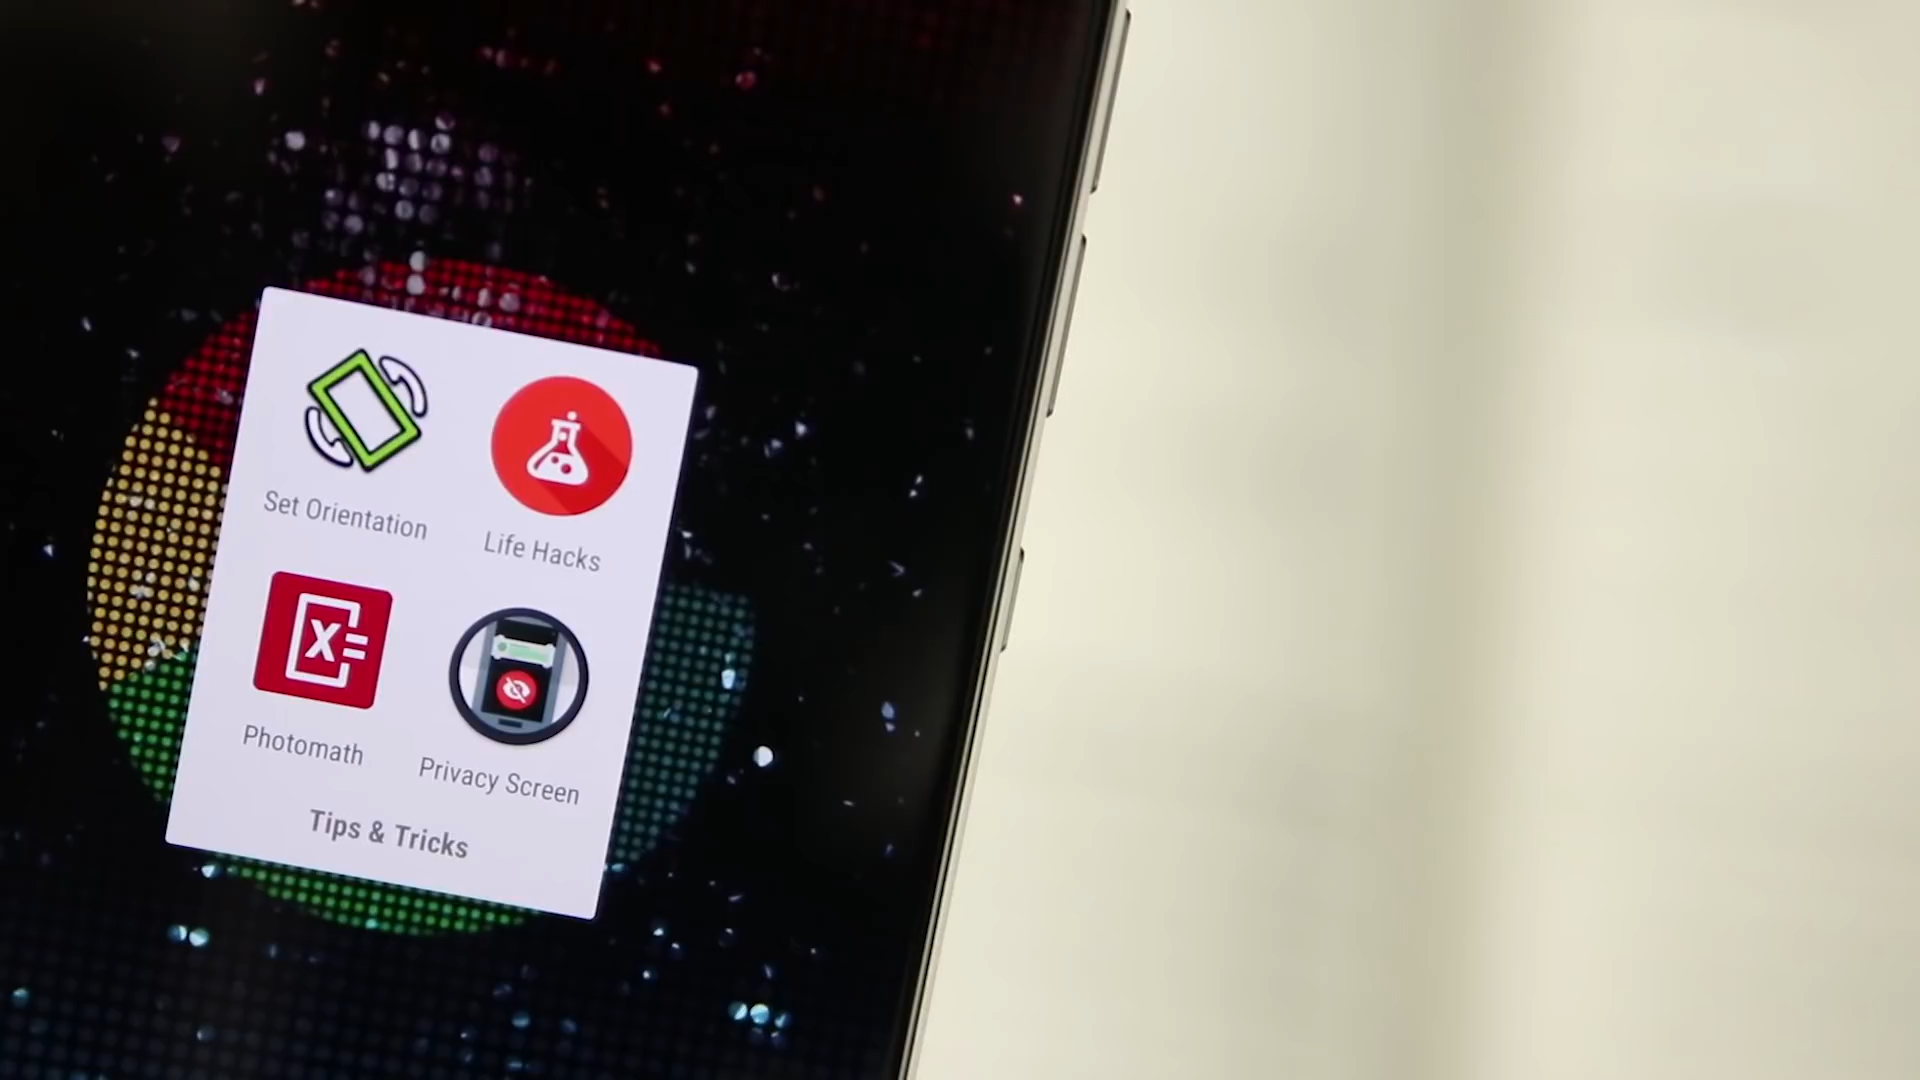 Set Orientation
Life Hacks
X=
Photomath
Privacy Screen
Tips & Tricks